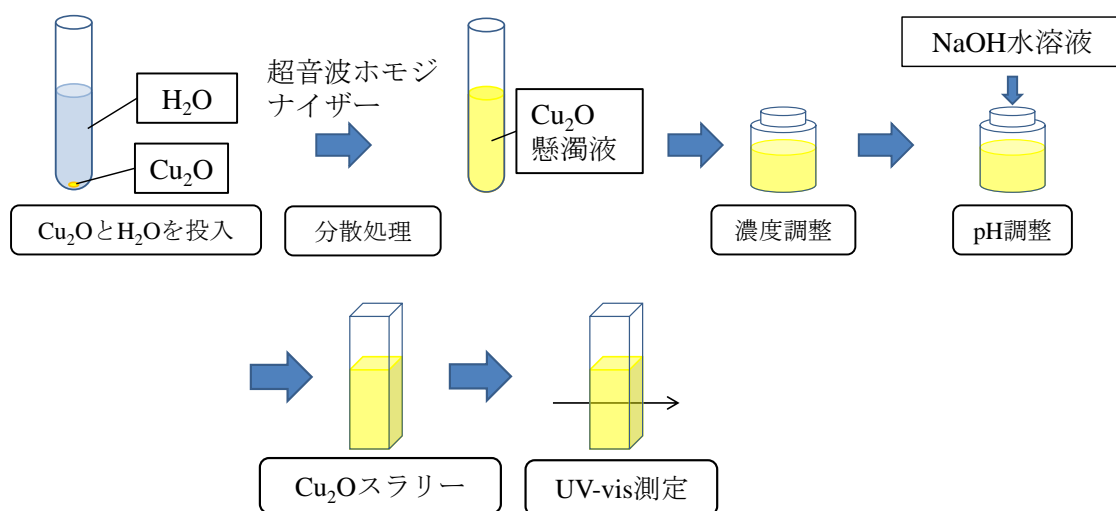 H₂O
Cu₂O
Cu₂OとH₂Oを投入
超音波ホモジ
ナイザー
分散処理
Cu₂O
懸濁液
濃度調整
NaOH水溶液
pH調整
Cu₂Oスラリー
UV-vis測定